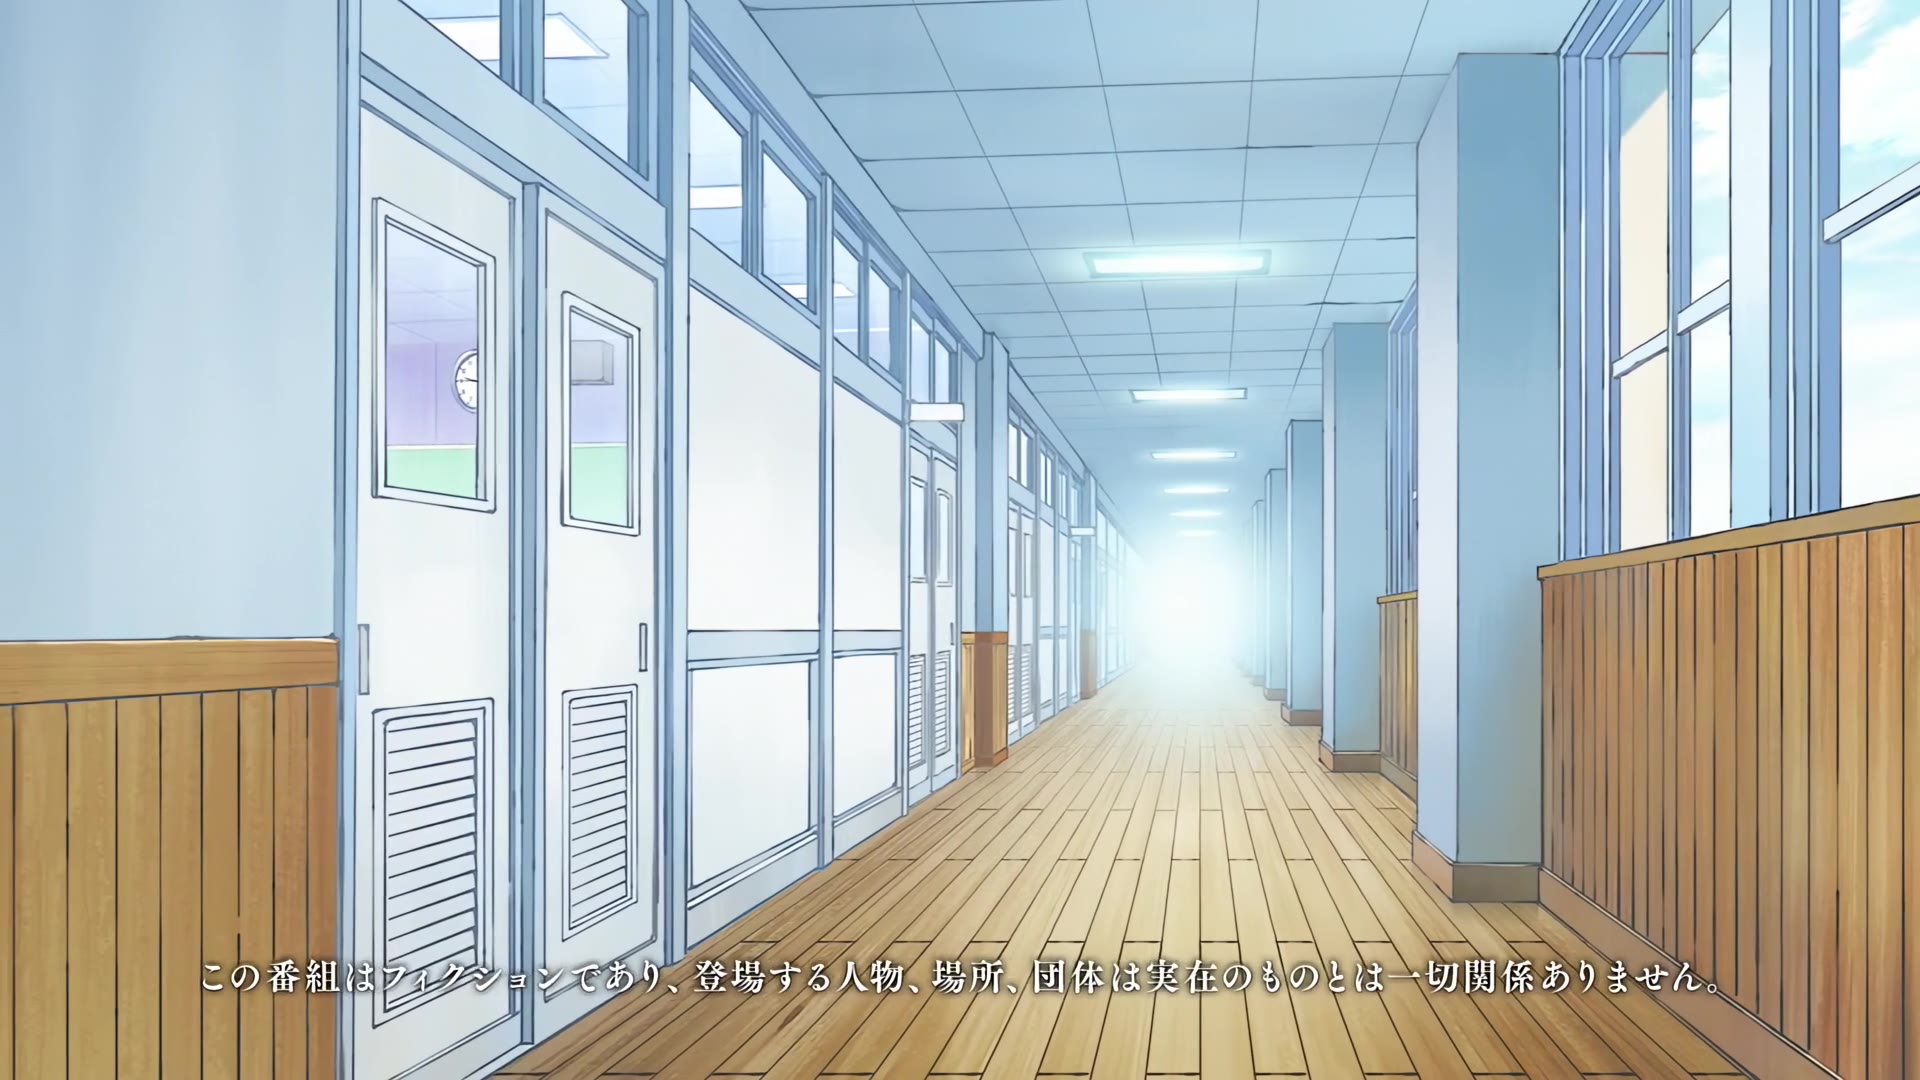 この番組はフィクションであり、登場する人物、場所、団体は実在のものとは一切関係ありません。